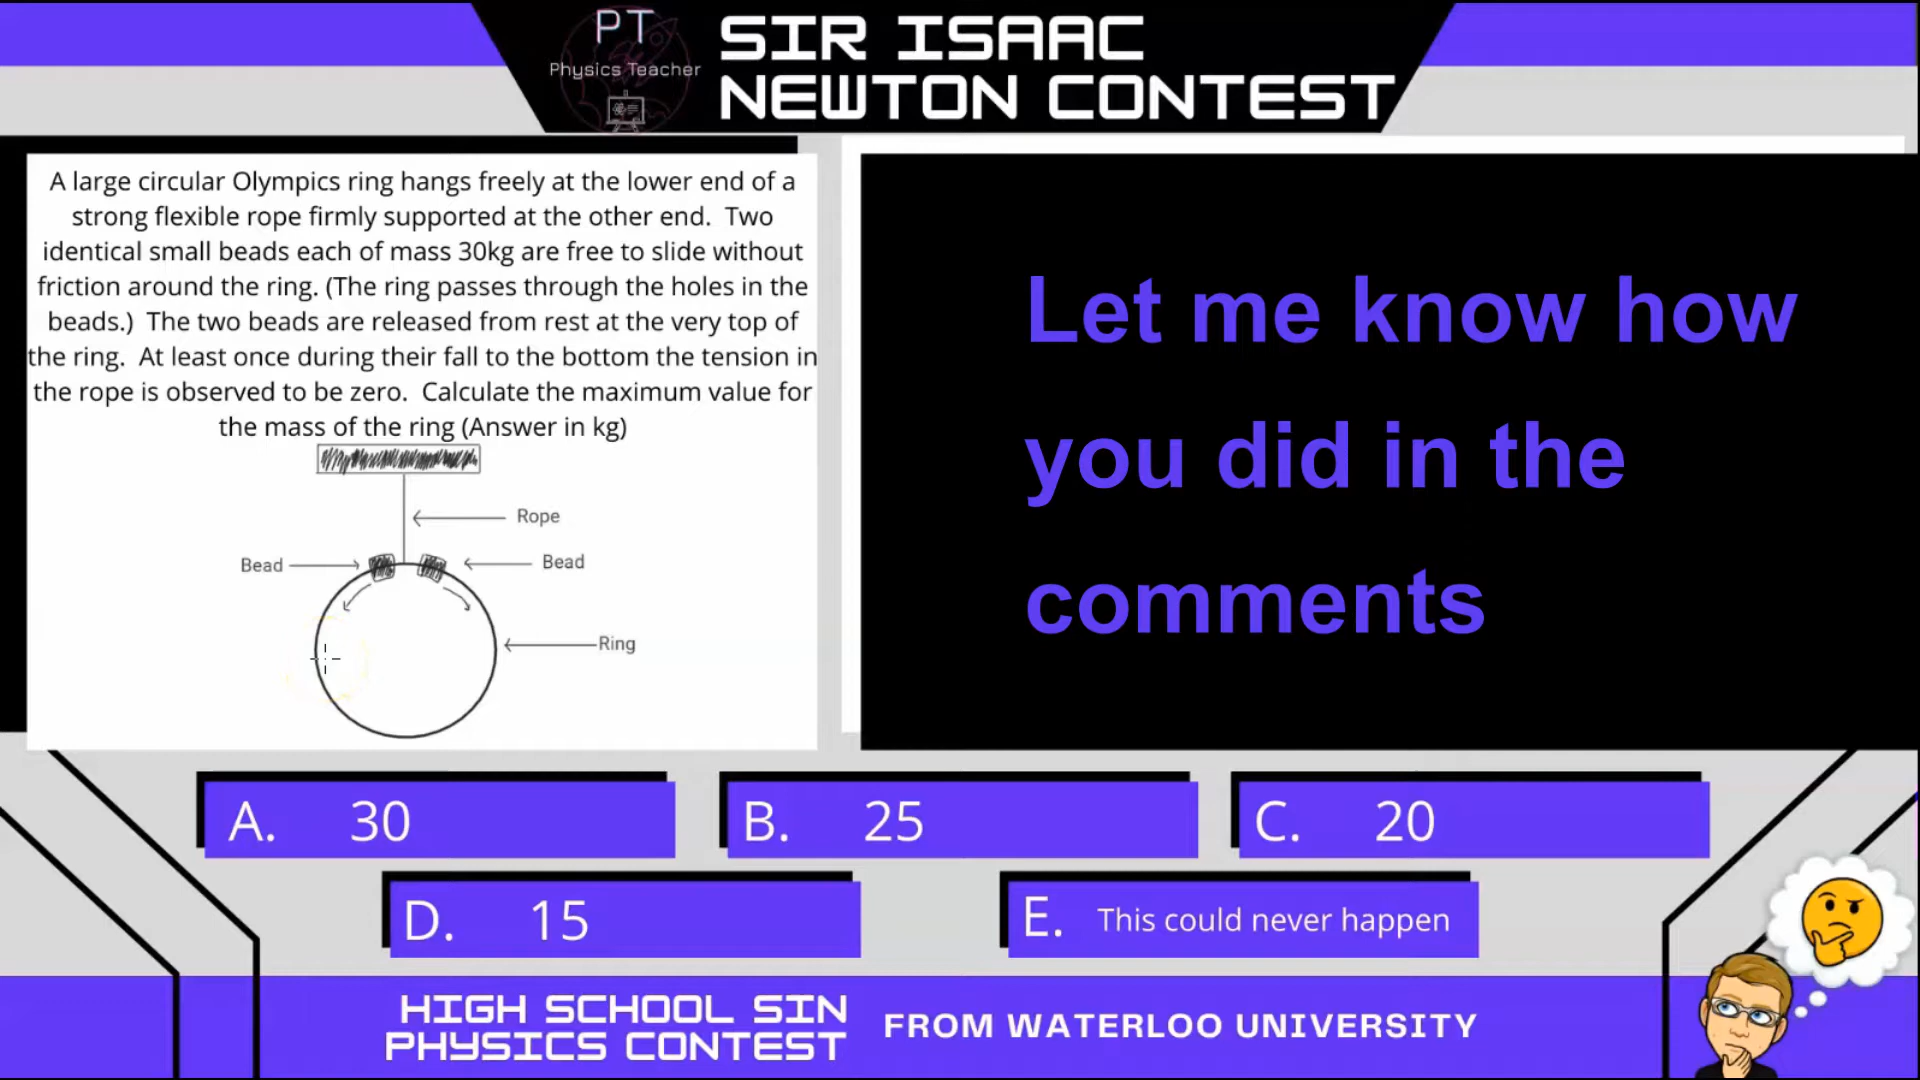 PT
Physics Teacher
SIR ISAAC
NEWTON CONTEST
A large circular Olympics ring hangs freely at the lower end of a
strong flexible rope firmly supported at the other end. Two
identical small beads each of mass 30kg are free to slide without
friction around the ring. (The ring passes through the holes in the
beads.) The two beads are released from rest at the very top of
the ring. At least once during their fall to the bottom the tension in
the rope is observed to be zero. Calculate the maximum value for
the mass of the ring (Answer in kg)
Rope
Bead
Bead
Ring
Let me know how
you did in the
comments
A. 30
B. 25
C. 20
D. 15
E. This could never happen
HIGH SCHOOL SIN
PHYSICS CONTEST
FROM WATERLOO UNIVERSITY